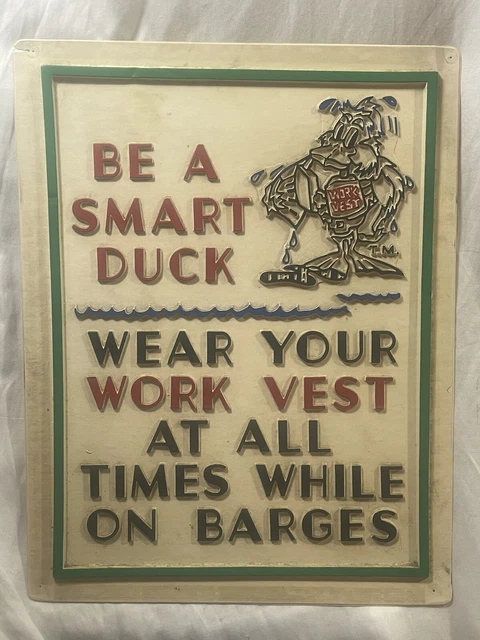 BE A
SMART
DUCK
WORK
VEST
T.M.
WEAR YOUR
WORK VEST
AT ALL
TIMES WHILE
ON BARGES